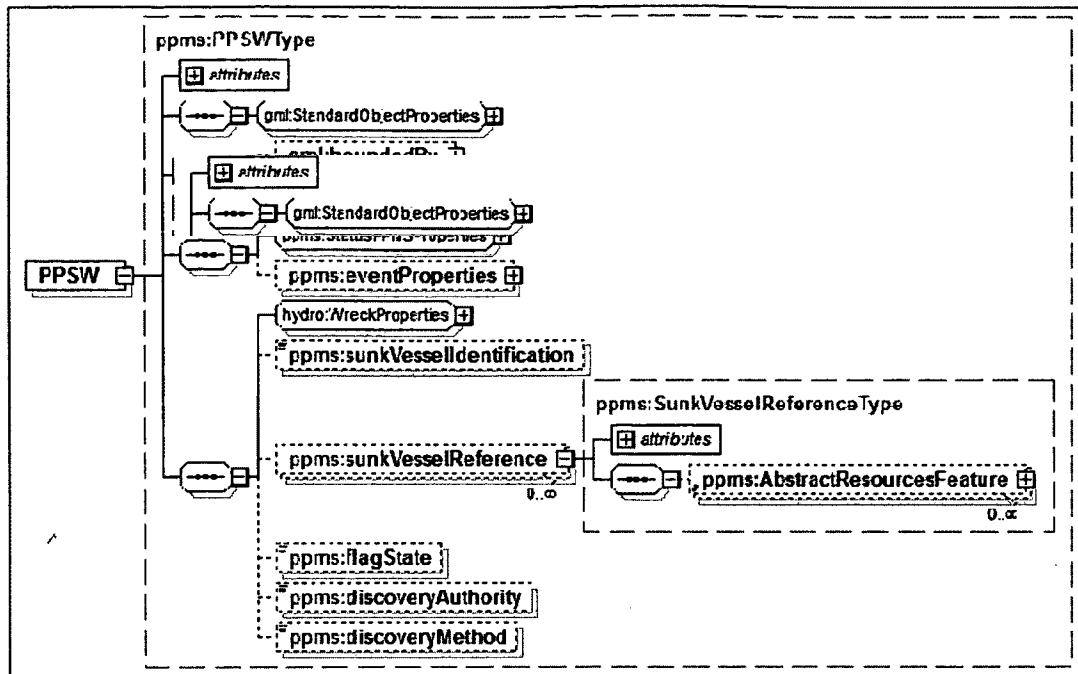 ppms:PPSWType
attributes
gml:StandardObjectProperties
attributes
gml:StandardObjectProperties
PPSW
ppms:eventProperties
hydro:WreckProperties
ppms:sunkVesselIdentification
ppms:SunkVesselReferenceType
attributes
ppms:sunkVesselReference
0..∞
ppms:AbstractResourcesFeature
0..∞
ppms:flagState
ppms:discoveryAuthority
ppms:discoveryMethod